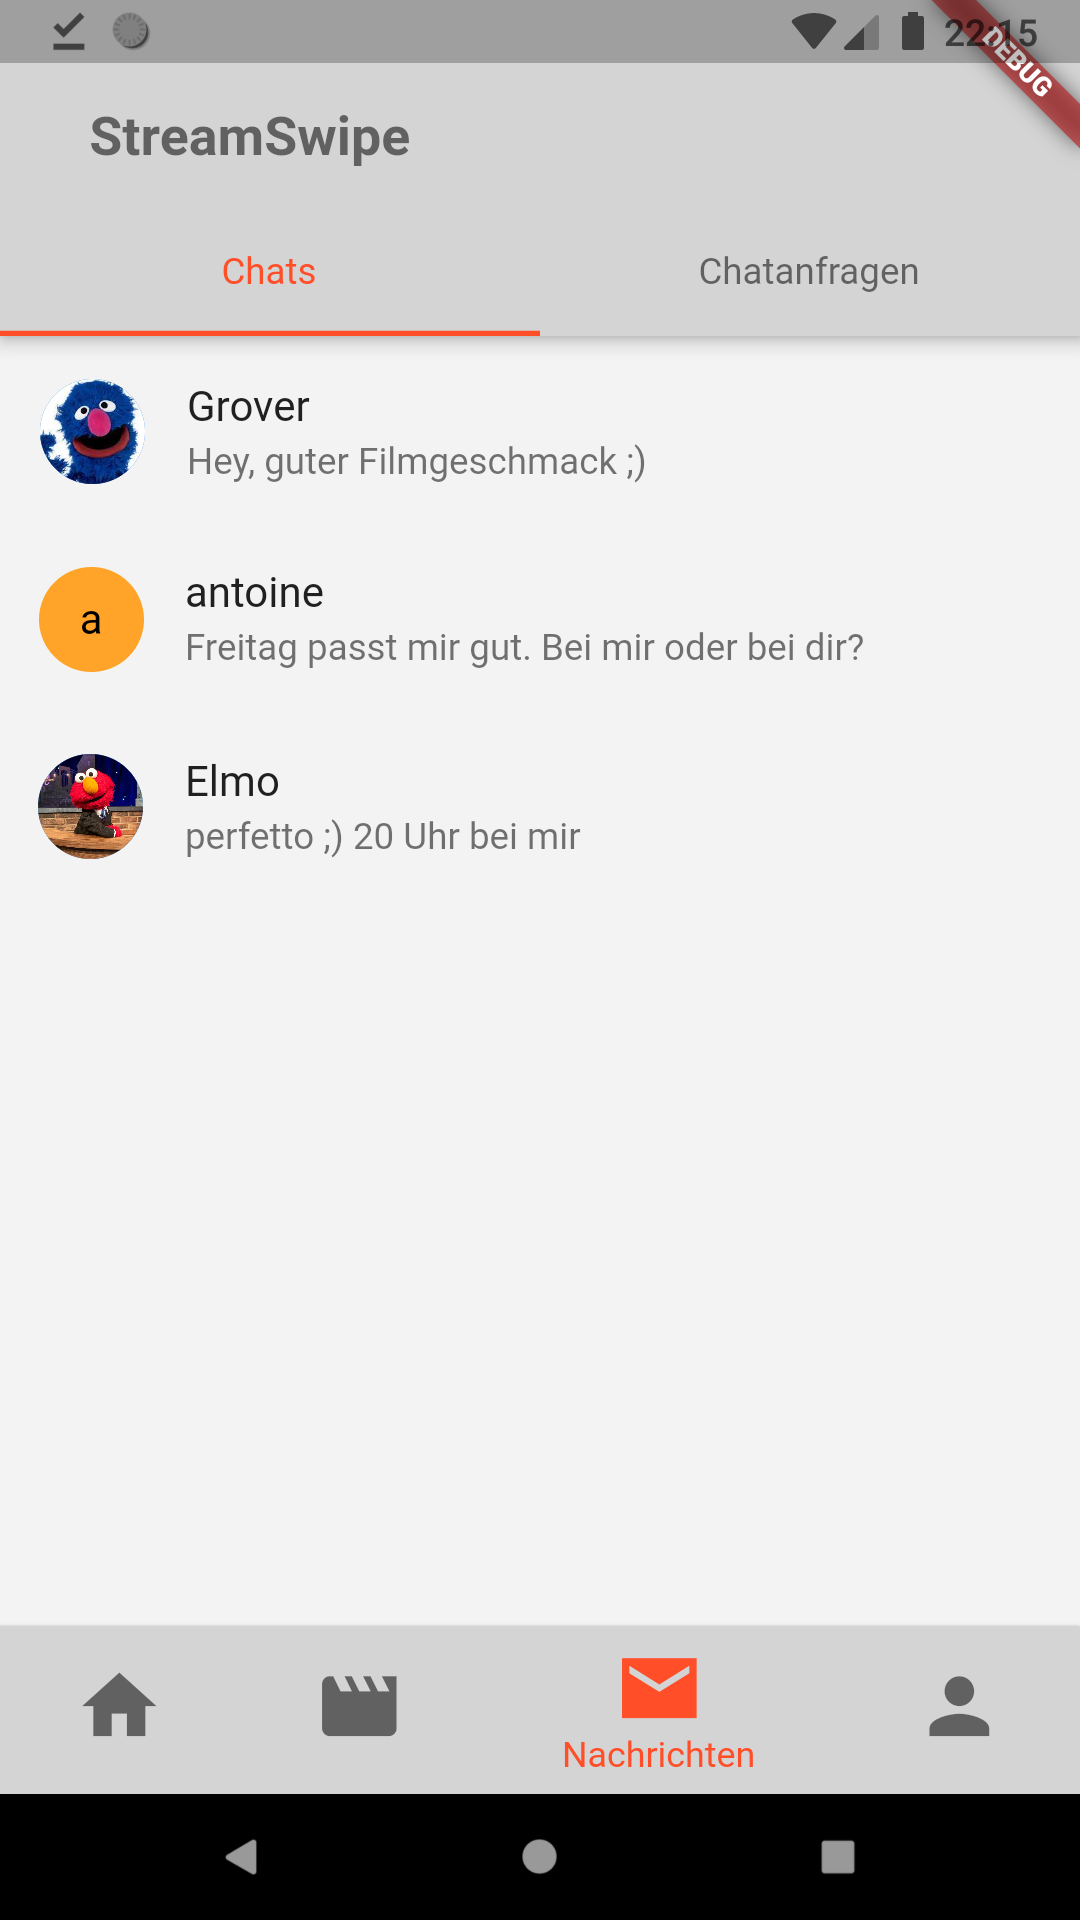 22:15
DEBUG
StreamSwipe
Chats
Chatanfragen
Grover
Hey, guter Filmgeschmack ;)
a
antoine
Freitag passt mir gut. Bei mir oder bei dir?
Elmo
perfetto ;) 20 Uhr bei mir
Nachrichten